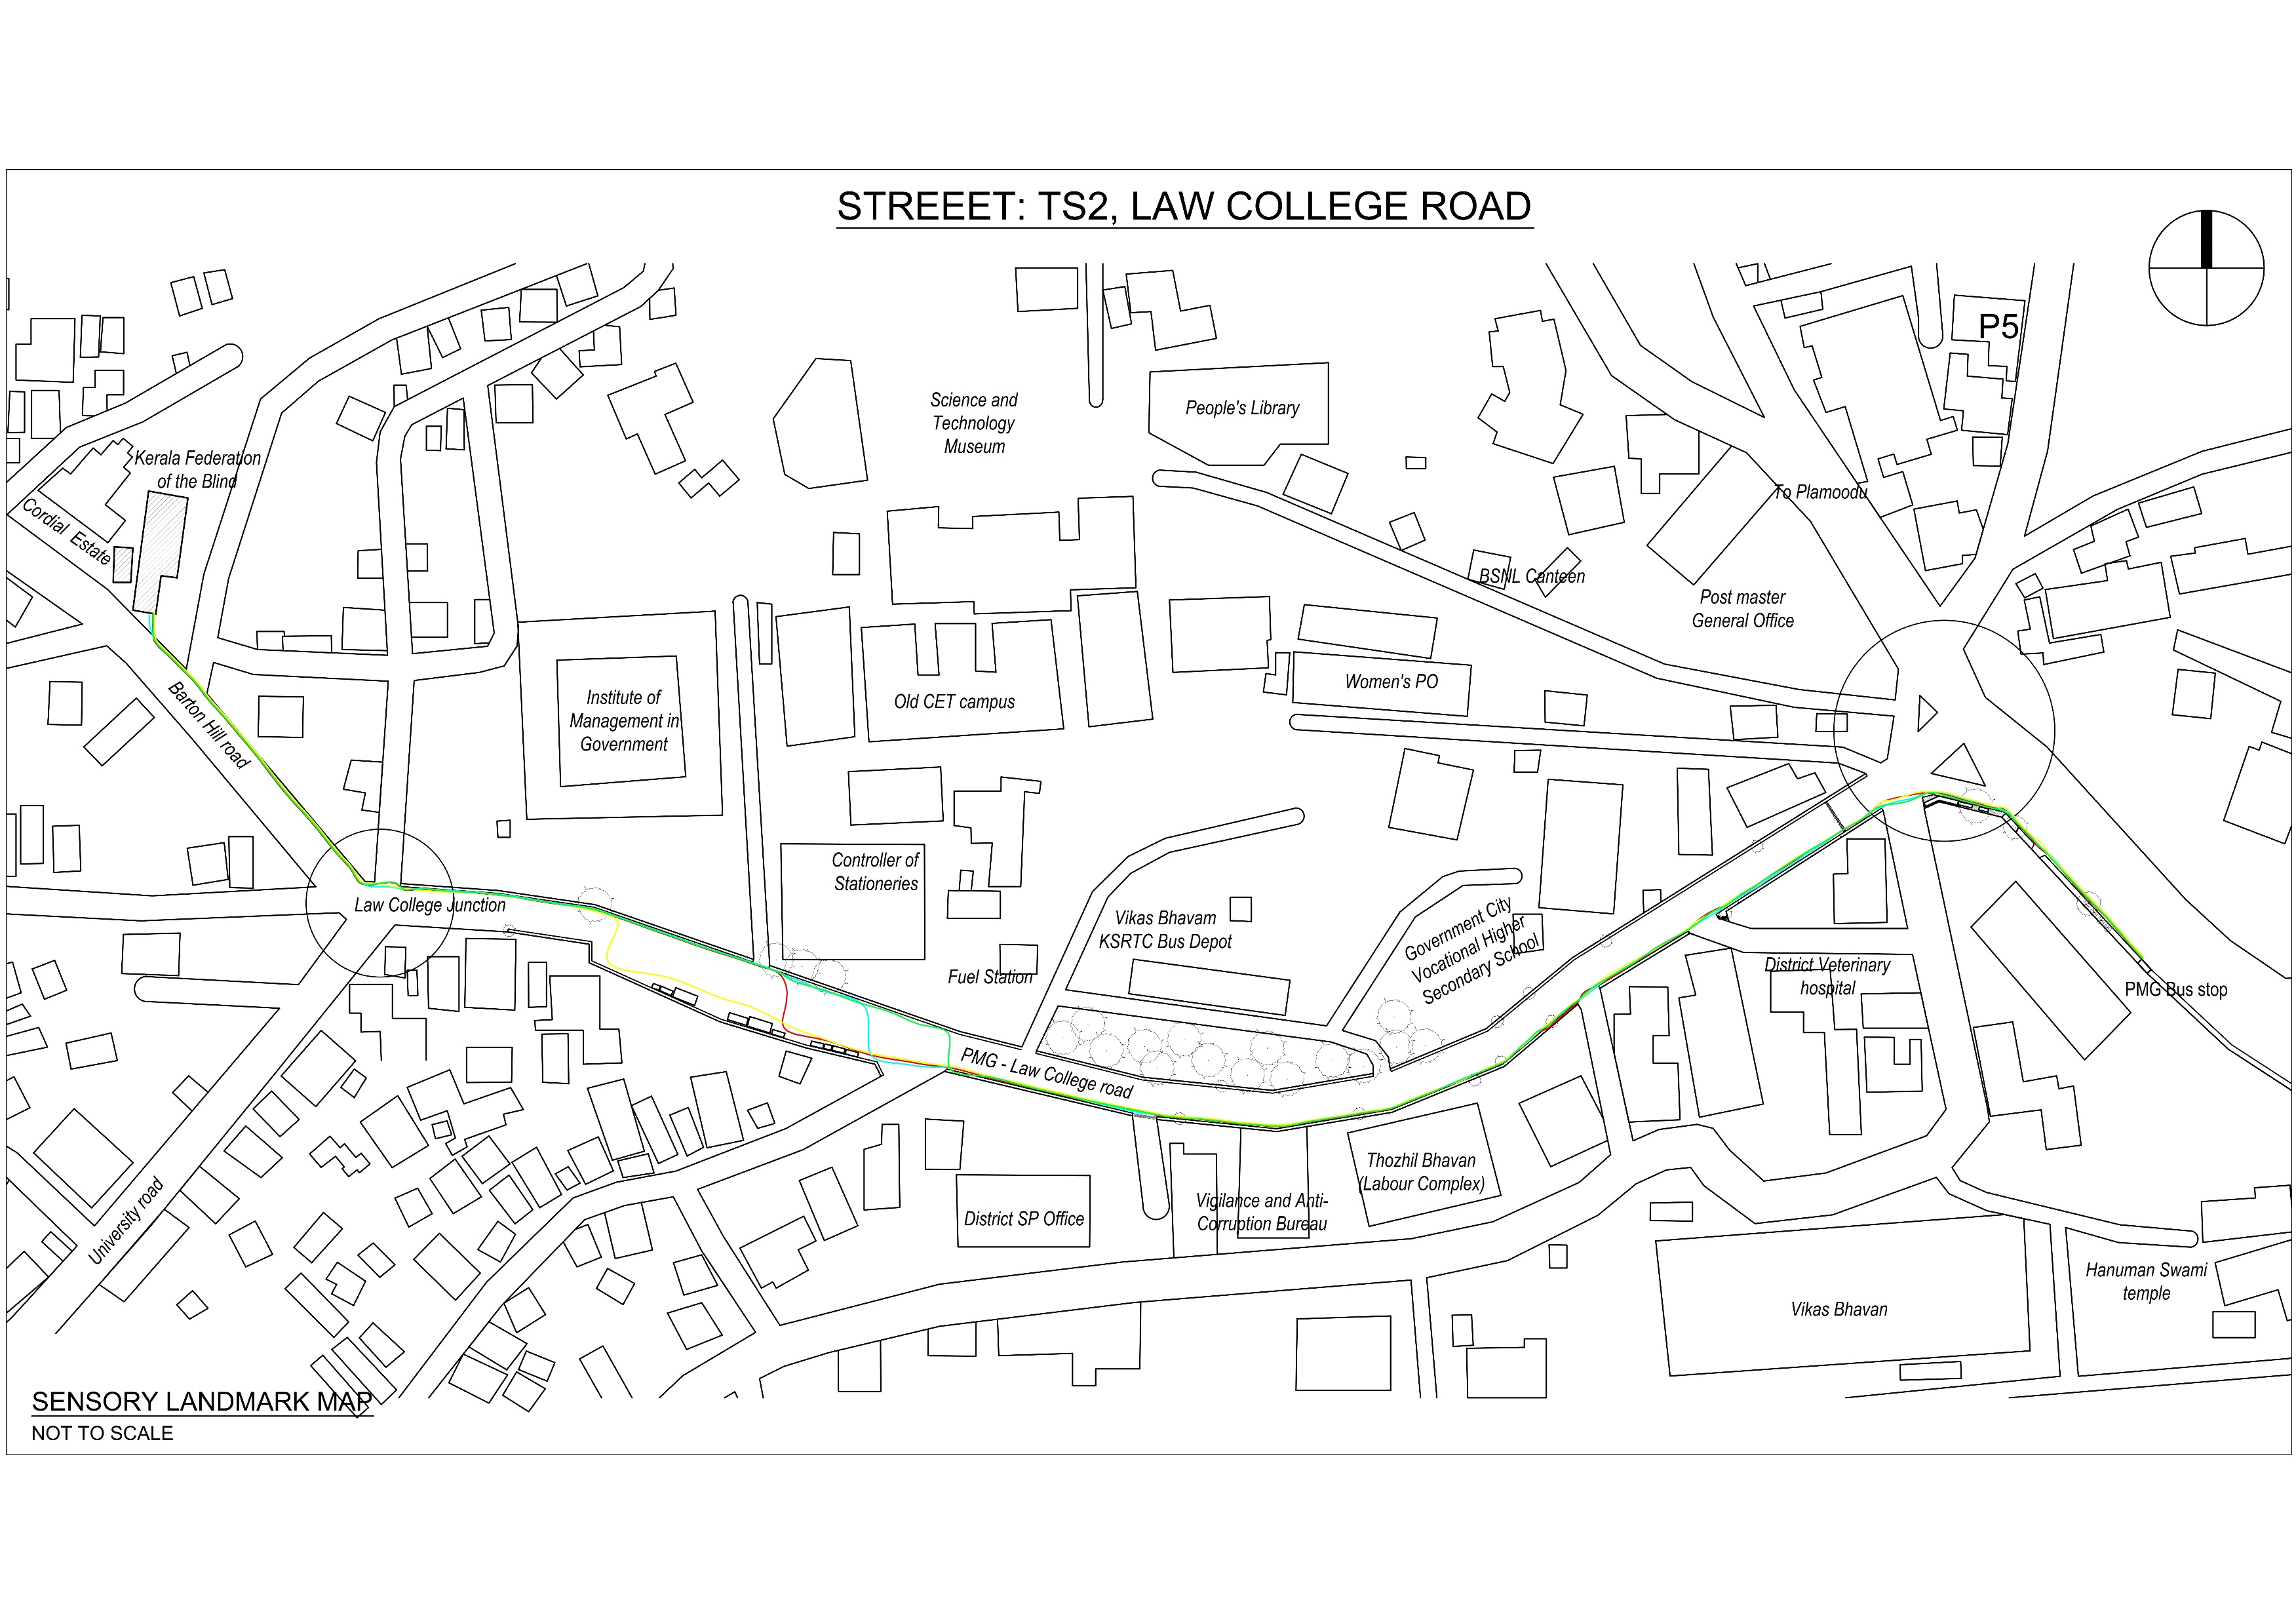 STREEET: TS2, LAW COLLEGE ROAD
P5
Science and
Technology
Museum
People's Library
Kerala Federation
of the Blind
To Plamoodu
Cordial Estate
BSNL Canteen
Post master
General Office
Women's PO
Institute of
Management in
Government
Old CET campus
Barton Hill road
Controller of
Stationeries
Law College Junction
Vikas Bhavam
KSRTC Bus Depot
Government City
Vocational Higher
Secondary School
Fuel Station
District Veterinary
hospital
PMG Bus stop
PMG - Law College road
Thozhil Bhavan
(Labour Complex)
University road
District SP Office
Vigilance and Anti-
Corruption Bureau
Hanuman Swami
temple
Vikas Bhavan
SENSORY LANDMARK MAP
NOT TO SCALE